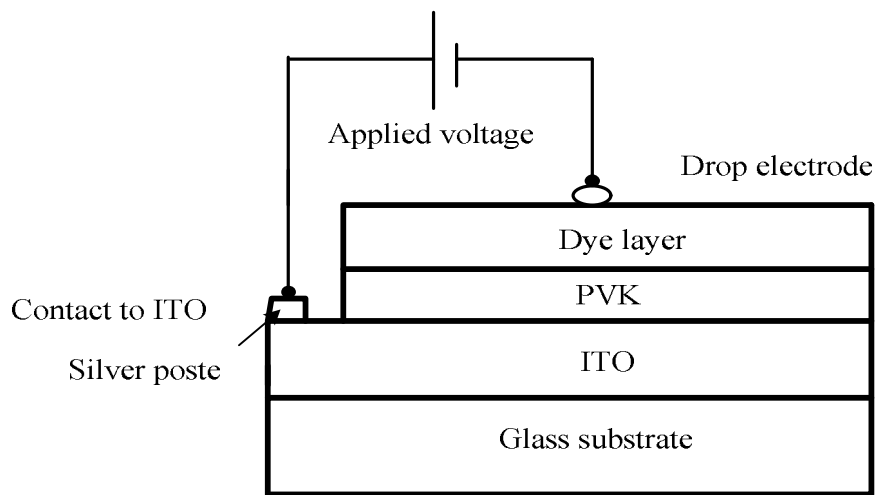 Applied voltage
Drop electrode
Dye layer
PVK
Contact to ITO
Silver poste
ITO
Glass substrate